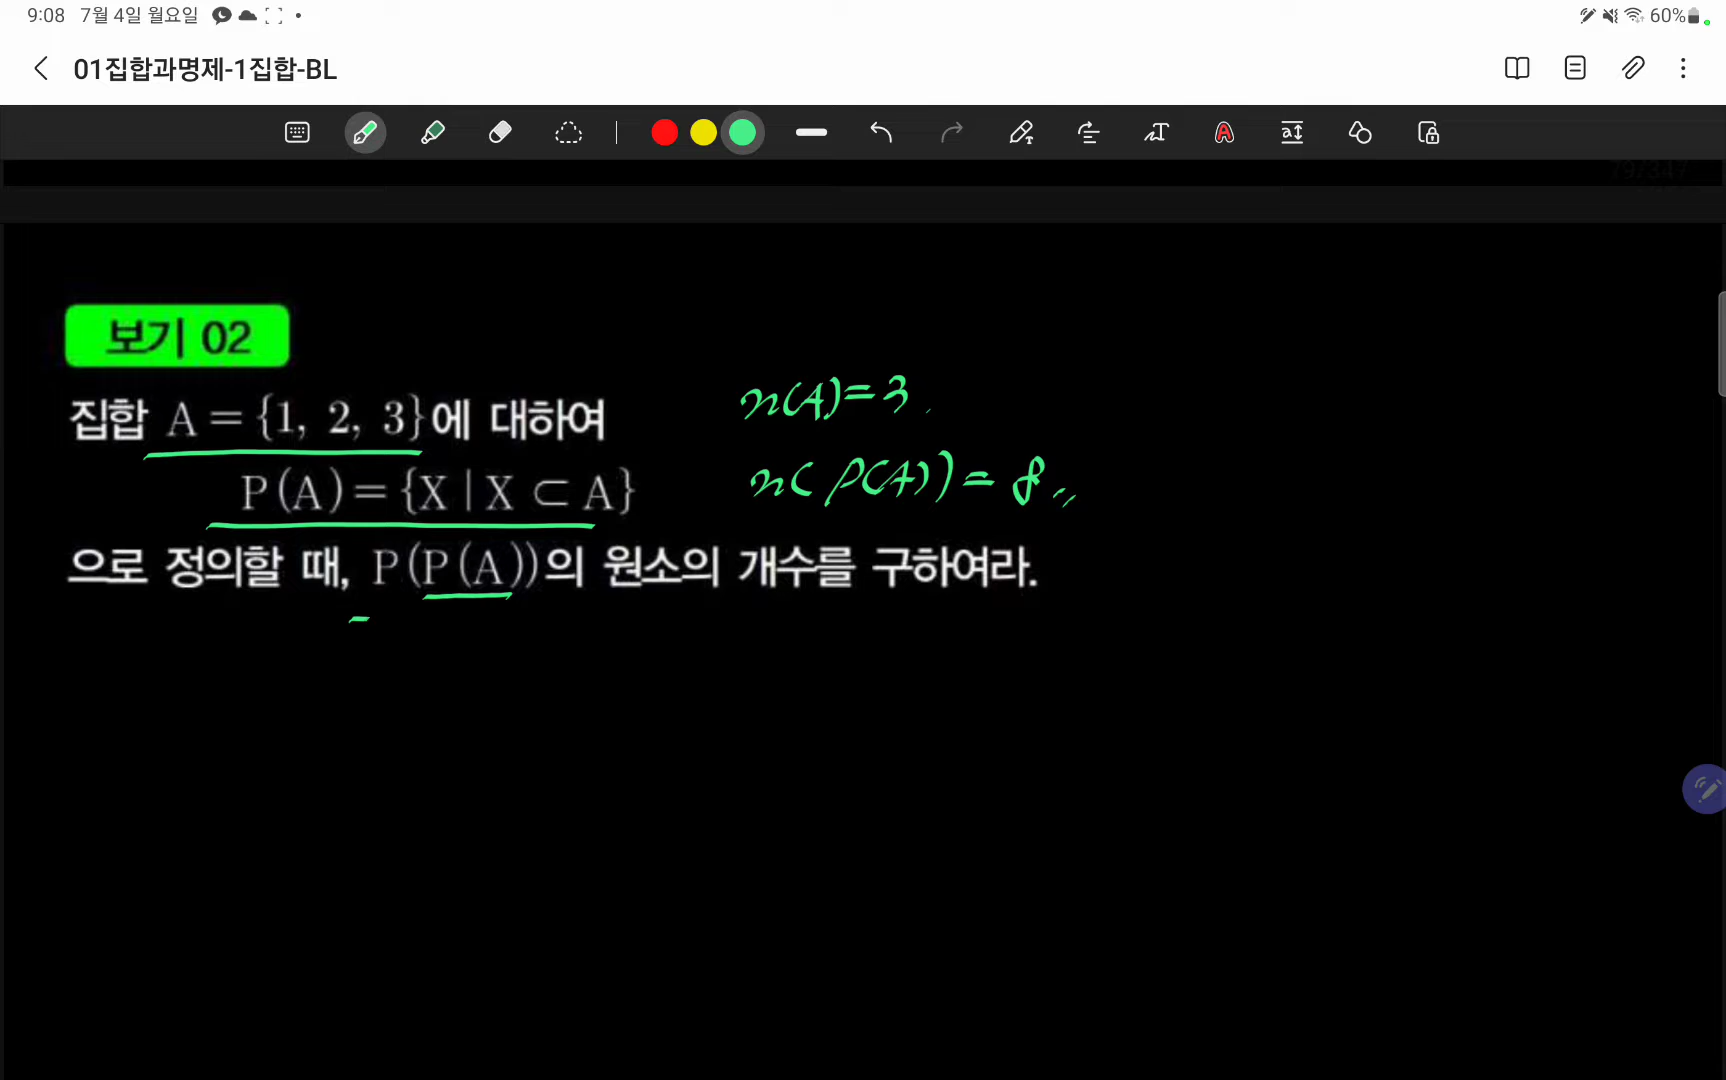 9:08 7월 4일 월요일
60%
01집합과명제-1집합-BL
79/347
보기 02
집합 A = {1, 2, 3}에 대하여
n(A)=3
P(A) = {X | X ⊂ A}
n(P(A)) = 8
으로 정의할 때, P(P(A))의 원소의 개수를 구하여라.